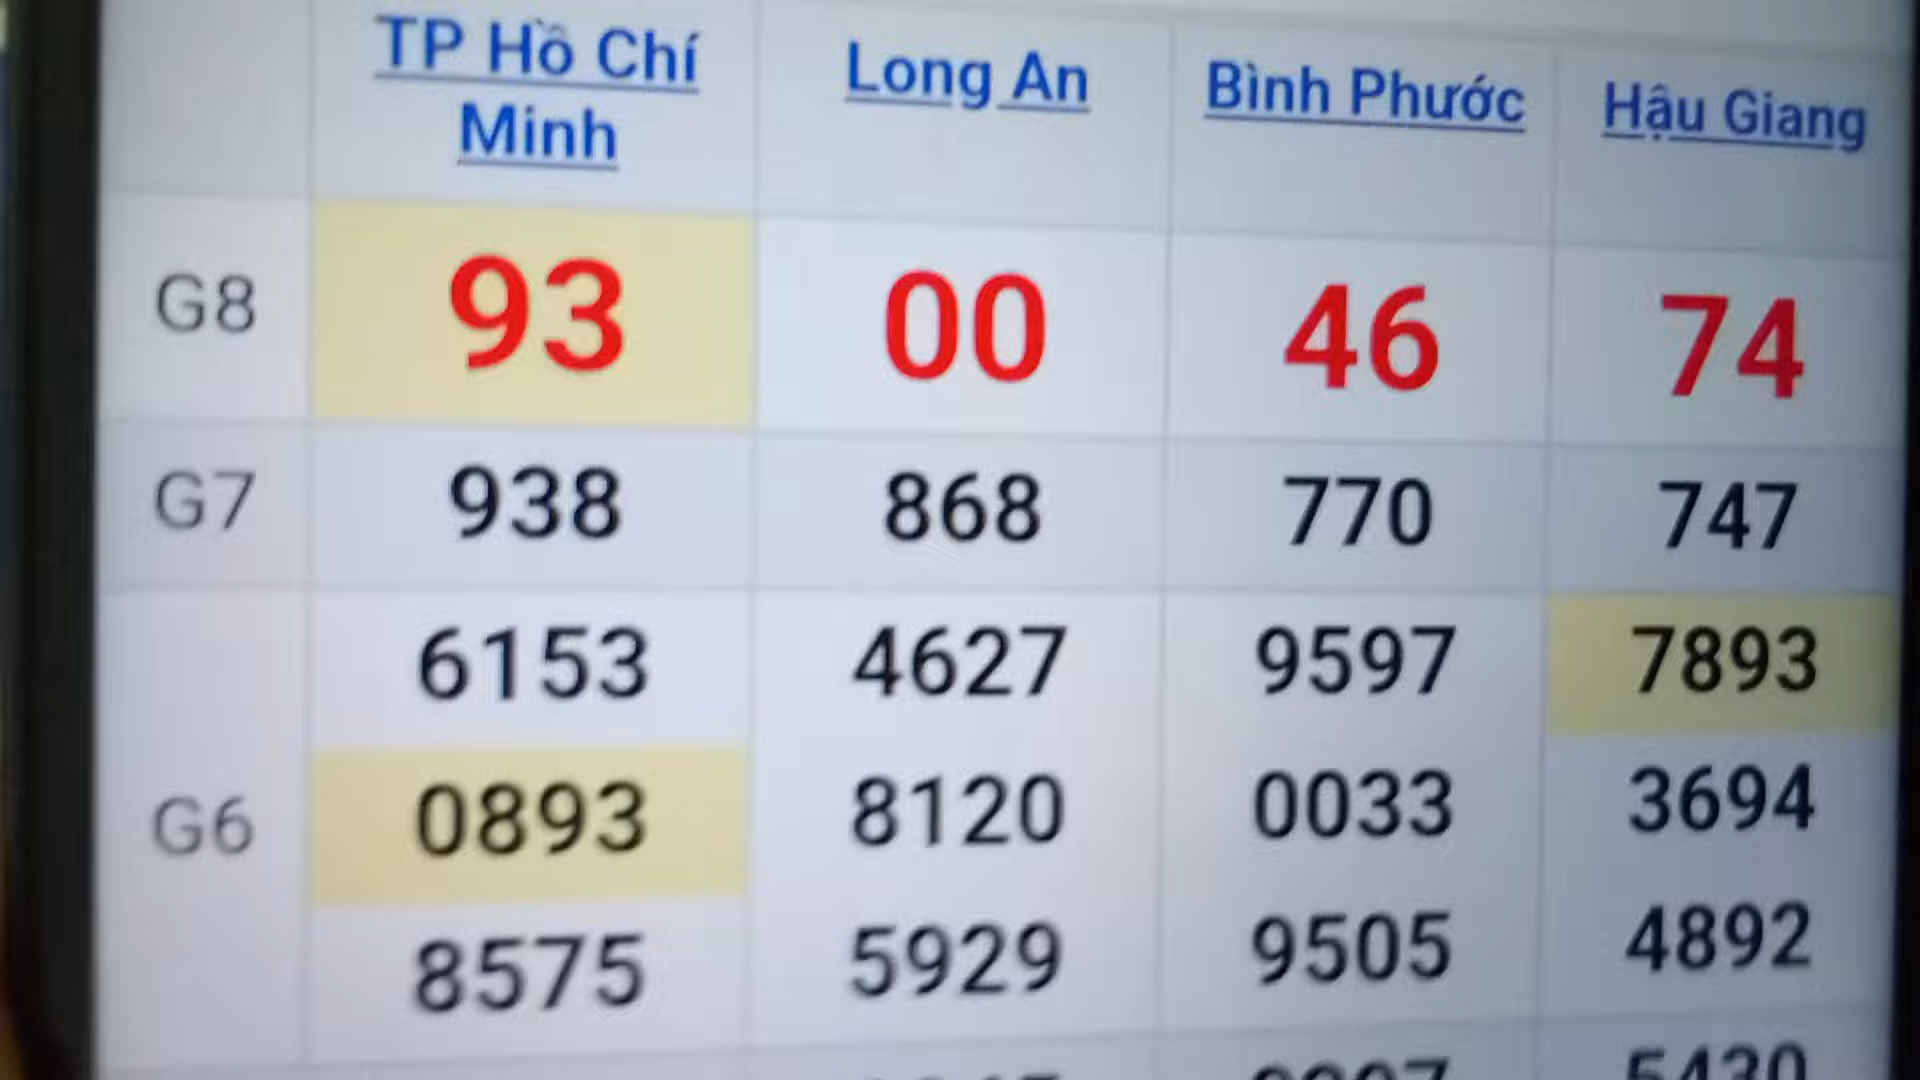 TP Hồ Chí Long An Bình Phước Hậu Giang
Minh
G8 93 00 46 74
G7 938 868 770 747
6153 4627 9597 7893
G6 0893 8120 0033 3694
8575 5929 9505 4892
5430